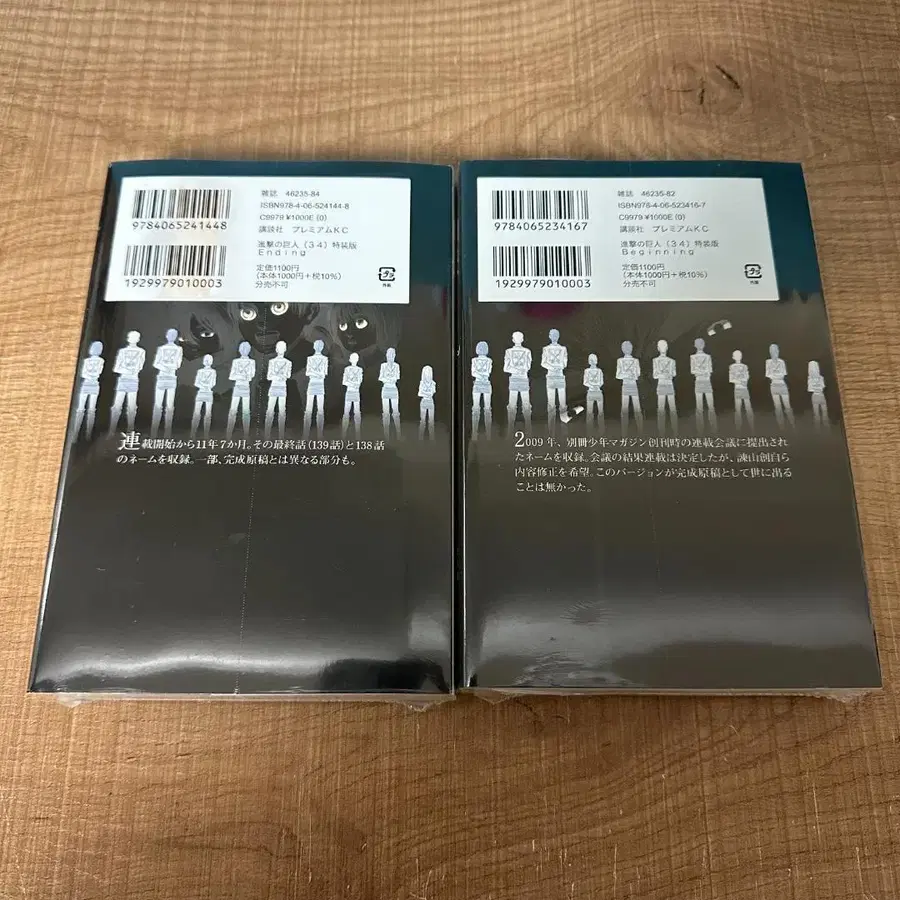 雑誌 46235-84
ISBN978-4-06-524144-8
C9979 ¥1000E (0)
講談社 プレミアムKC
9784065241448
進撃の巨人（34）特装版
Ending
定価1100円
（本体1000円+税10%）
分売不可
1929979010003
連載開始から11年7か月。その最終話（139話）と138話
のネームを収録。一部、完成原稿とは異なる部分も。
雑誌 46235-82
ISBN978-4-06-523416-7
C9979 ¥1000E (0)
講談社 プレミアムKC
9784065234167
進撃の巨人（34）特装版
Beginning
定価1100円
（本体1000円+税10%）
分売不可
1929979010003
2009年、別冊少年マガジン創刊時の連載会議に提出され
たネームを収録。会議の結果連載は決定したが、諫山創自ら
内容修正を希望。このバージョンが完成原稿として世に出る
ことは無かった。